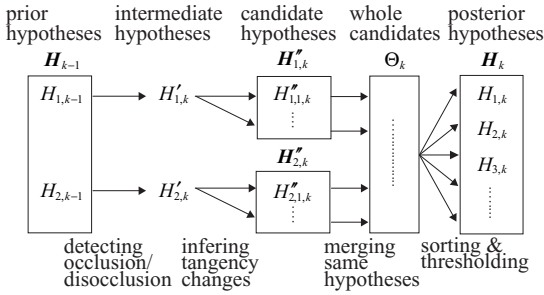 prior hypotheses
intermediate hypotheses
candidate hypotheses
whole candidates
posterior hypotheses
H_{k−1}
H″_{1,k}
Θ_k
H_k
H_{1,k−1}
H′_{1,k}
H″_{1,1,k}
H_{1,k}
H_{2,k}
H″_{2,k}
H_{3,k}
H_{2,k−1}
H′_{2,k}
H″_{2,1,k}
detecting
occlusion/
disocclusion
infering
tangency
changes
merging
same
hypotheses
sorting &
thresholding